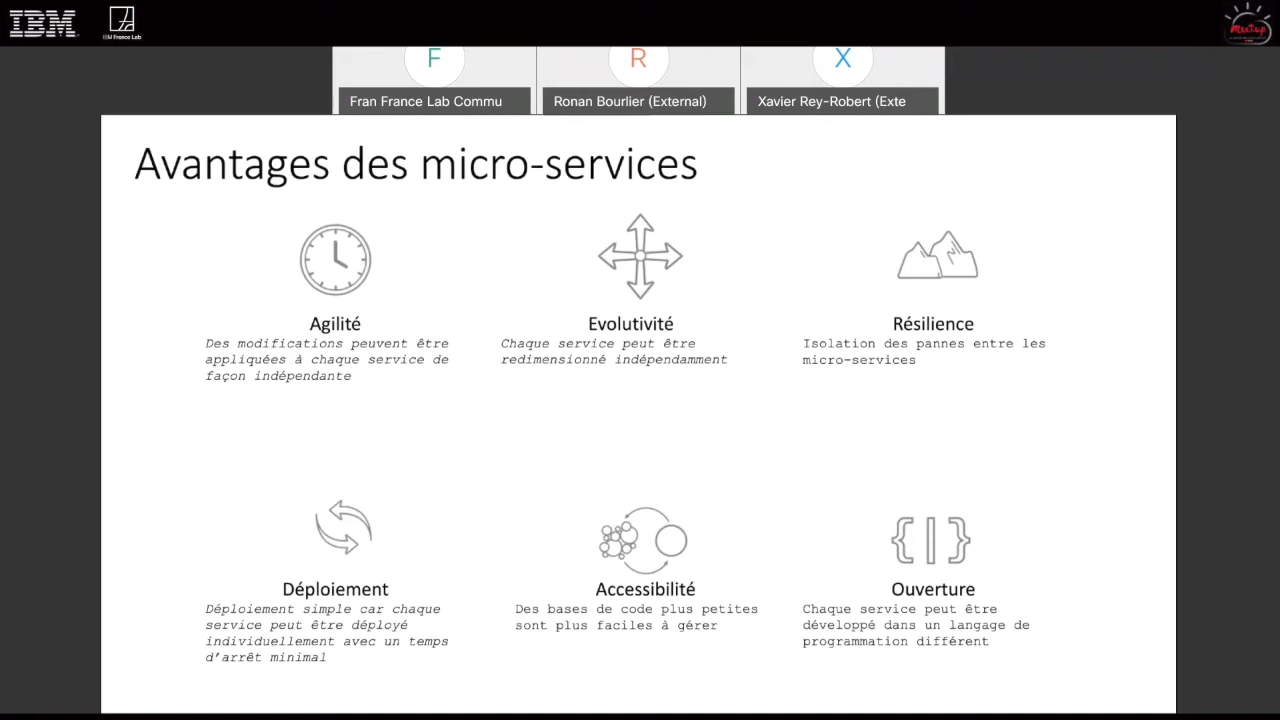 IBM
IBM France Lab
Meetup
F
R
X
Fran France Lab Commu
Ronan Bourlier (External)
Xavier Rey-Robert (Exte
Avantages des micro-services
Agilité
Des modifications peuvent être
appliquées à chaque service de
façon indépendante
Evolutivité
Chaque service peut être
redimensionné indépendamment
Résilience
Isolation des pannes entre les
micro-services
Déploiement
Déploiement simple car chaque
service peut être déployé
individuellement avec un temps
d’arrêt minimal
Accessibilité
Des bases de code plus petites
sont plus faciles à gérer
Ouverture
Chaque service peut être
développé dans un langage de
programmation différent